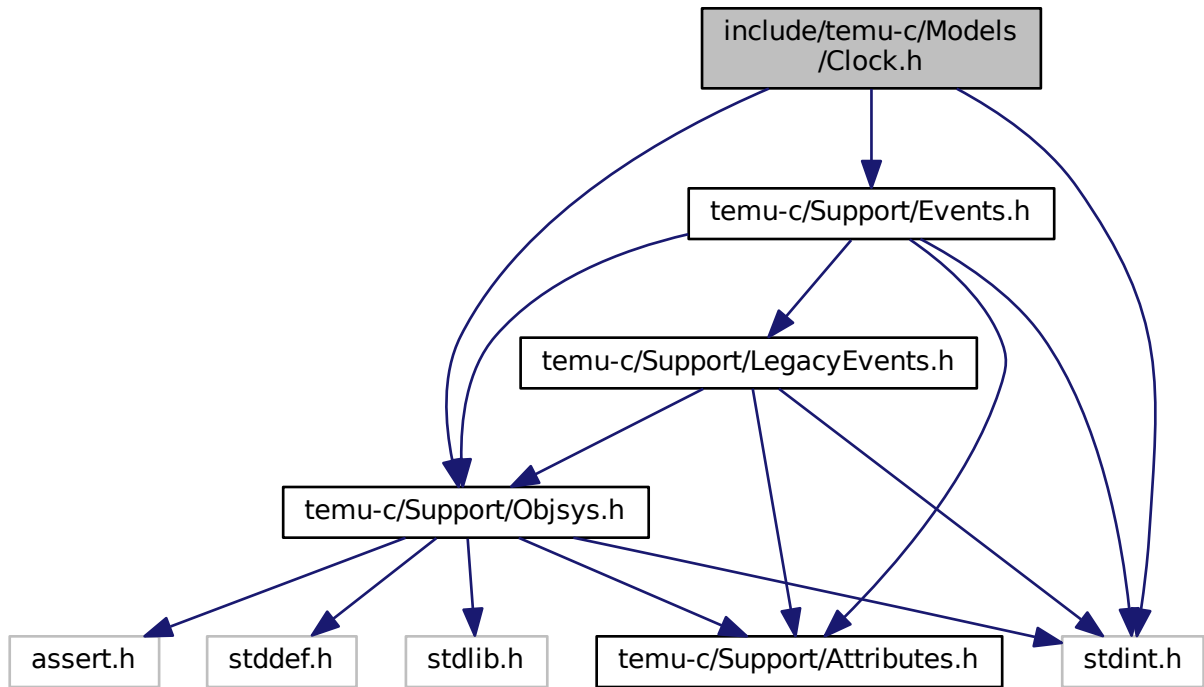 include/temu-c/Models
/Clock.h
temu-c/Support/Events.h
temu-c/Support/LegacyEvents.h
temu-c/Support/Objsys.h
assert.h
stddef.h
stdlib.h
temu-c/Support/Attributes.h
stdint.h